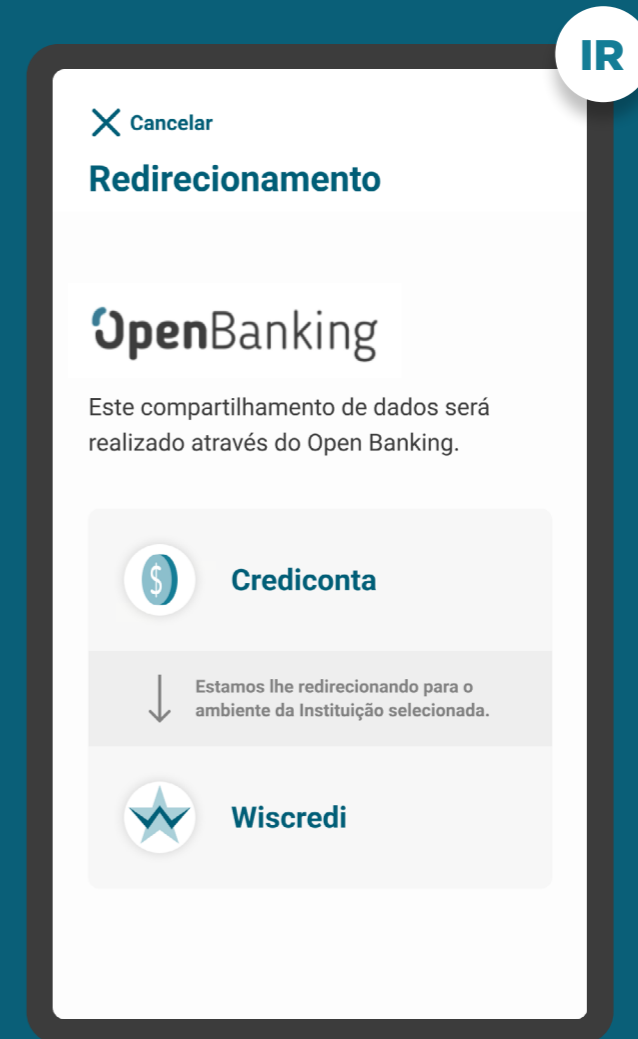 IR
Cancelar
Redirecionamento
OpenBanking
Este compartilhamento de dados será
realizado através do Open Banking.
$
Crediconta
Estamos lhe redirecionando para o
ambiente da Instituição selecionada.
Wiscredi